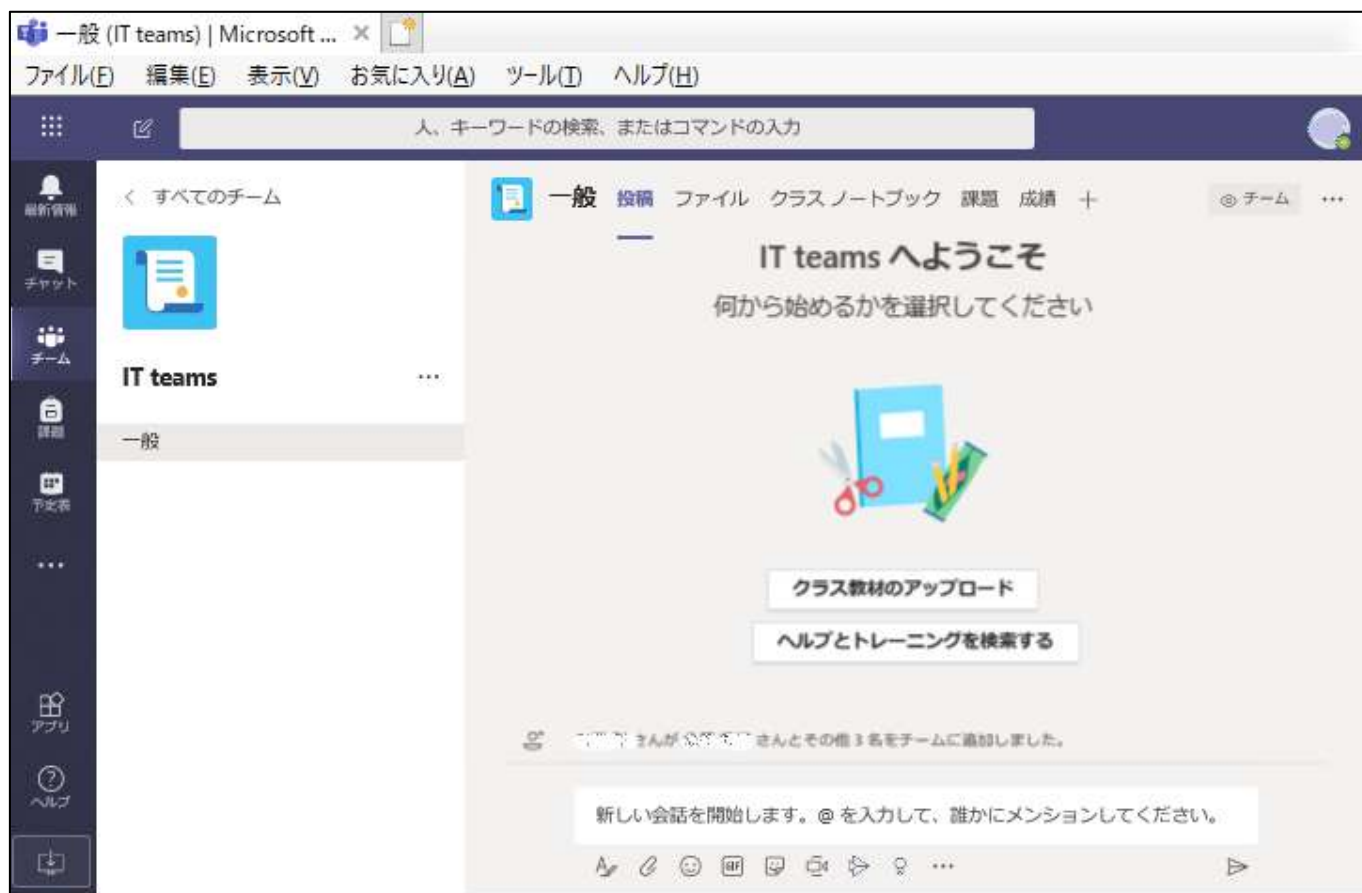 一般 (IT teams) | Microsoft ...
ファイル(F) 編集(E) 表示(V) お気に入り(A) ツール(T) ヘルプ(H)
人、キーワードの検索、またはコマンドの入力
最新情報
チャット
チーム
課題
予定表
アプリ
ヘルプ
< すべてのチーム
IT teams
一般
一般 投稿 ファイル クラス ノートブック 課題 成績 +
チーム
IT teams へようこそ
何から始めるかを選択してください
クラス教材のアップロード
ヘルプとトレーニングを検索する
さんが さんとその他 3 名をチームに追加しました。
新しい会話を開始します。@ を入力して、誰かにメンションしてください。
GIF